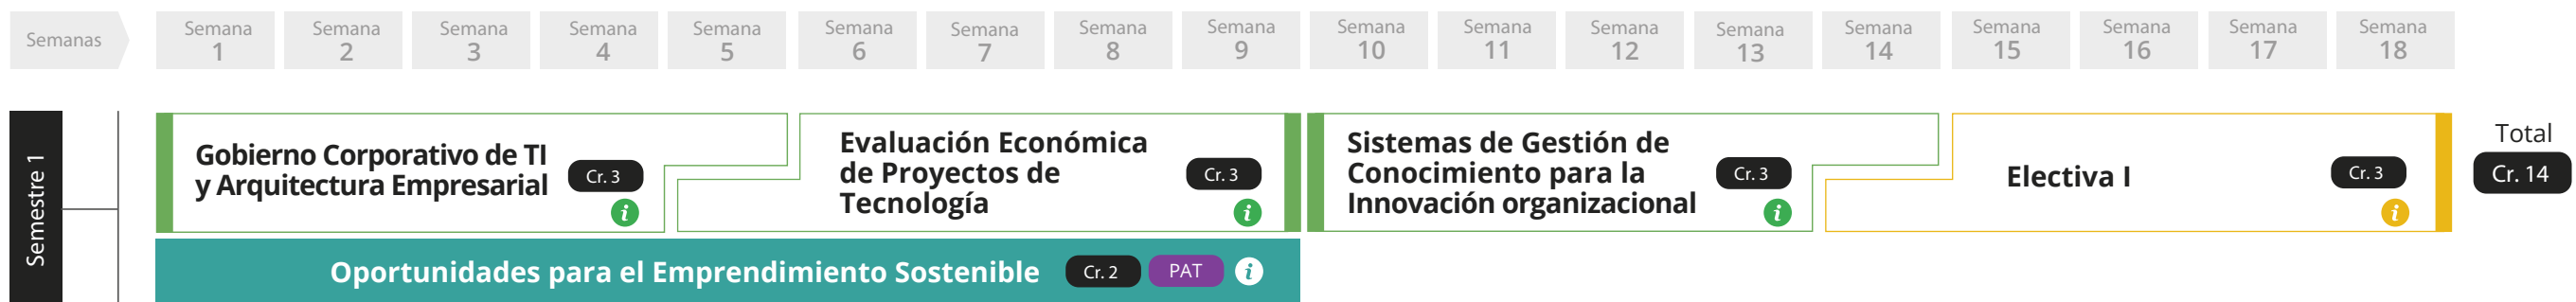 Semanas
Semana
1
Semana
2
Semana
3
Semana
4
Semana
5
Semana
6
Semana
7
Semana
8
Semana
9
Semana
10
Semana
11
Semana
12
Semana
13
Semana
14
Semana
15
Semana
16
Semana
17
Semana
18
Semestre 1
Gobierno Corporativo de TI
y Arquitectura Empresarial
Cr. 3
i
Evaluación Económica
de Proyectos de
Tecnología
Cr. 3
i
Sistemas de Gestión de
Conocimiento para la
Innovación organizacional
Cr. 3
i
Electiva I
Cr. 3
i
Total
Cr. 14
Oportunidades para el Emprendimiento Sostenible
Cr. 2
PAT
i